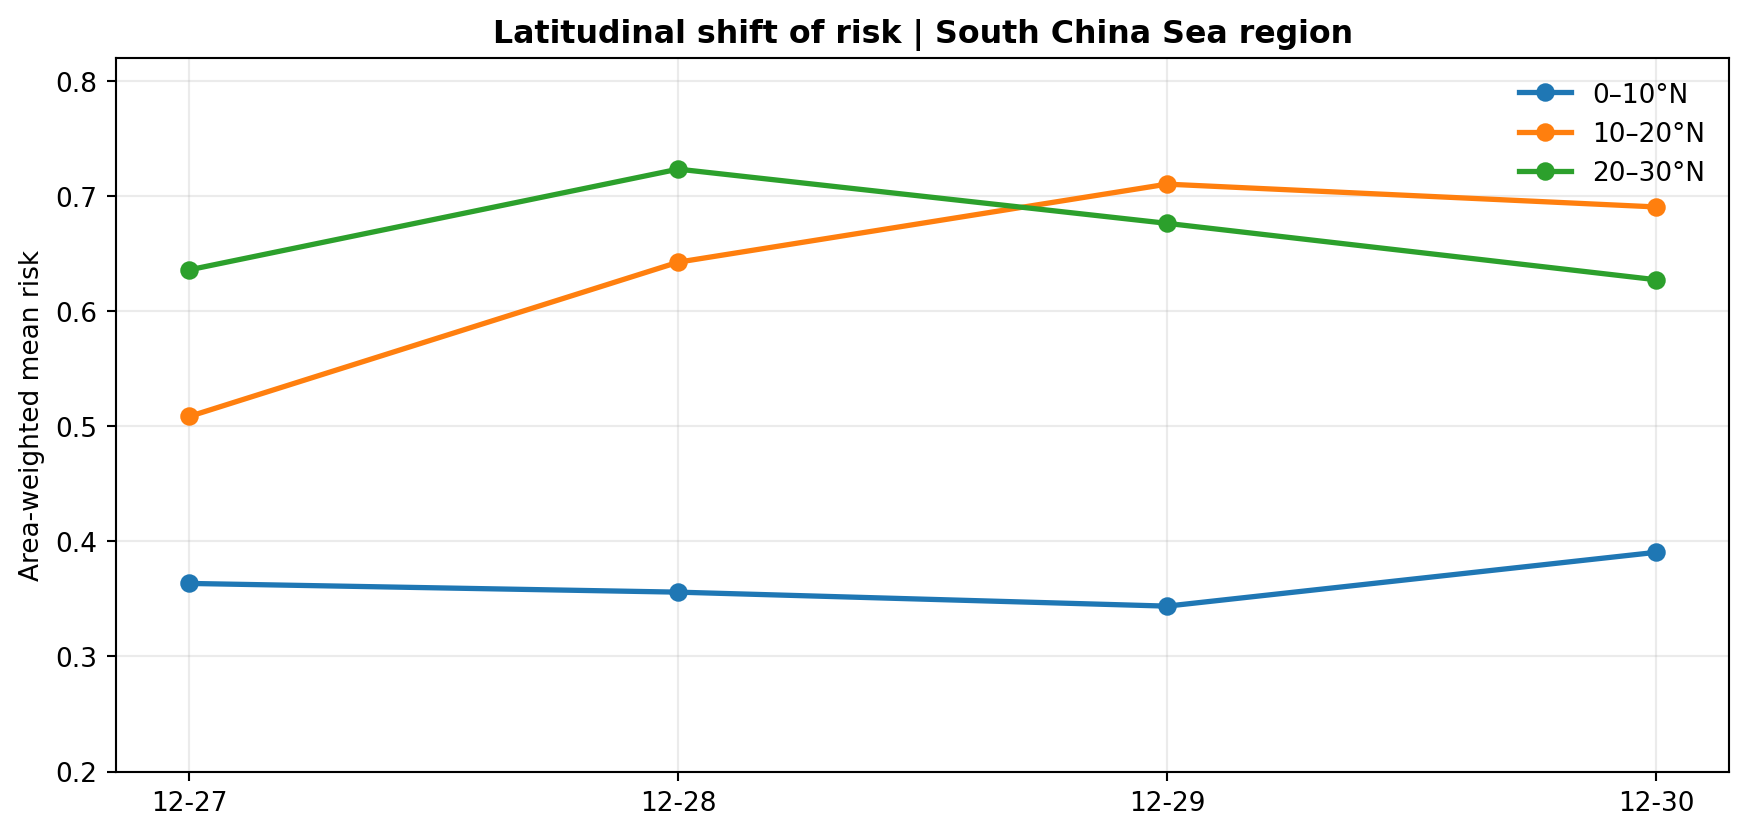 Latitudinal shift of risk | South China Sea region
Area-weighted mean risk
0.8
0.7
0.6
0.5
0.4
0.3
0.2
12-27
12-28
12-29
12-30
0–10°N
10–20°N
20–30°N